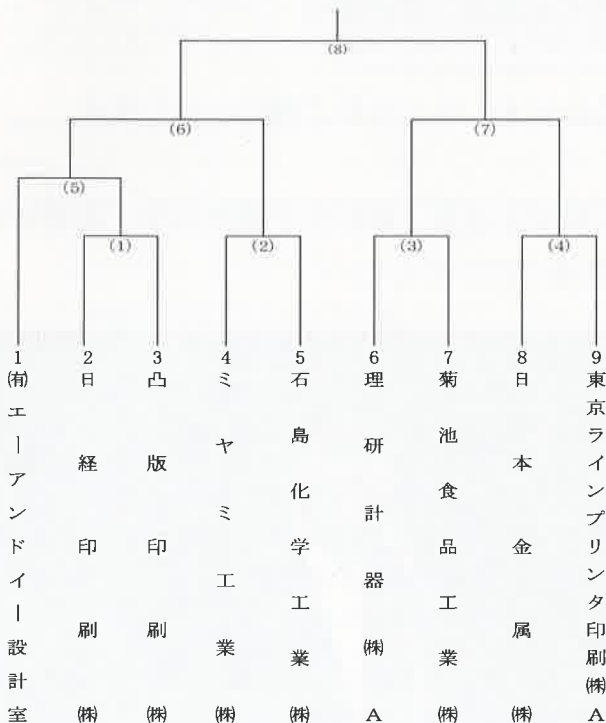 (8)
(6)
(7)
(5)
(1)
(2)
(3)
(4)
1 ㈲エーアンドイー設計室
2 日経印刷㈱
3 凸版印刷㈱
4 ミヤミ工業㈱
5 石島化学工業㈱
6 理研計器㈱A
7 菊池食品工業㈱
8 日本金属㈱
9 東京ラインプリンタ印刷㈱A